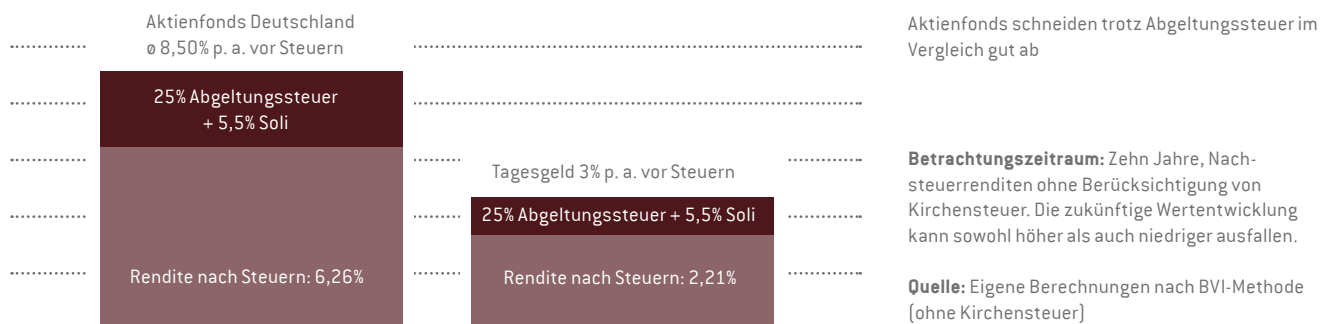 Aktienfonds Deutschland
ø 8,50% p. a. vor Steuern
25% Abgeltungssteuer
+ 5,5% Soli
Rendite nach Steuern: 6,26%
Tagesgeld 3% p. a. vor Steuern
25% Abgeltungssteuer + 5,5% Soli
Rendite nach Steuern: 2,21%
Aktienfonds schneiden trotz Abgeltungssteuer im
Vergleich gut ab
Betrachtungszeitraum: Zehn Jahre, Nach-
steuerrenditen ohne Berücksichtigung von
Kirchensteuer. Die zukünftige Wertentwicklung
kann sowohl höher als auch niedriger ausfallen.
Quelle: Eigene Berechnungen nach BVI-Methode
(ohne Kirchensteuer)